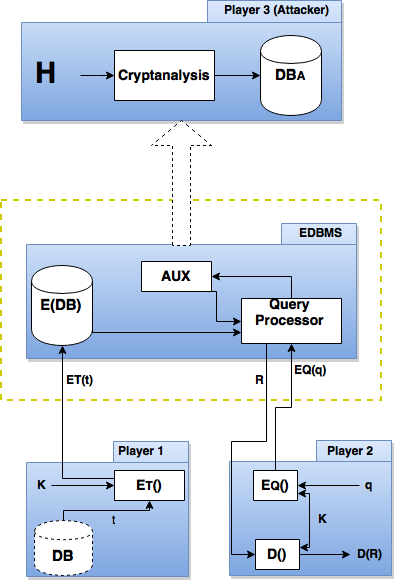 Player 3 (Attacker)
H
Cryptanalysis
DBA
EDBMS
AUX
E(DB)
Query
Processor
ET(t)
R
EQ(q)
Player 1
Player 2
K
ET()
EQ()
q
K
t
DB
D()
D(R)